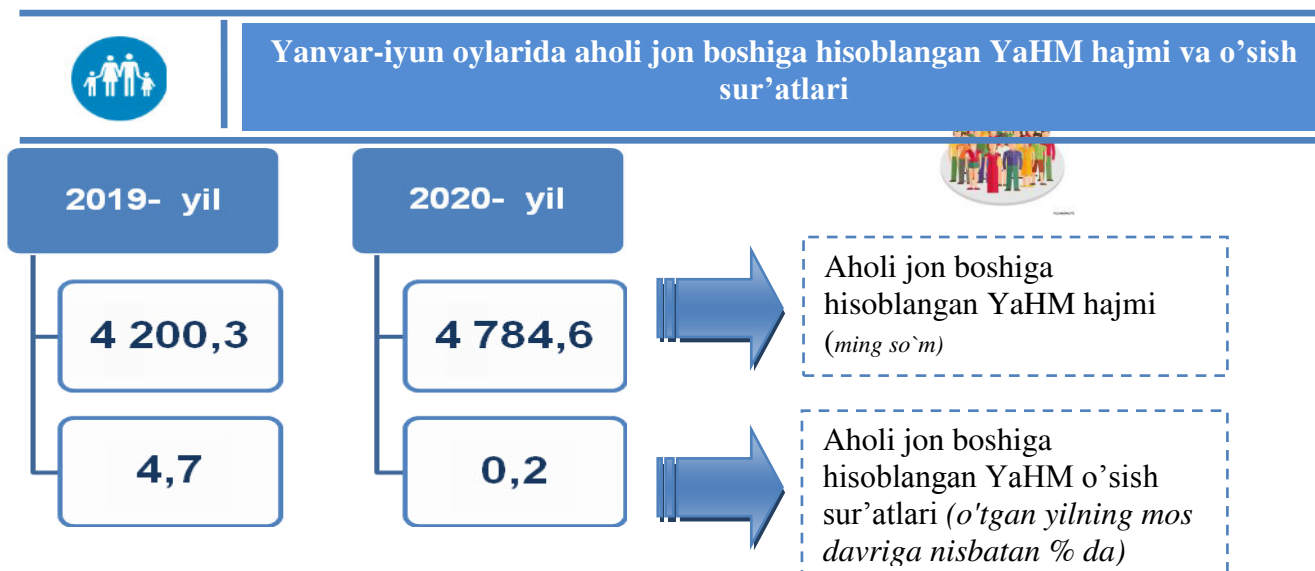 Yanvar-iyun oylarida aholi jon boshiga hisoblangan YaHM hajmi va o’sish
sur’atlari
2019- yil
2020- yil
4 200,3
4 784,6
Aholi jon boshiga
hisoblangan YaHM hajmi
(ming so`m)
4,7
0,2
Aholi jon boshiga
hisoblangan YaHM o’sish
sur’atlari (o'tgan yilning mos
davriga nisbatan % da)